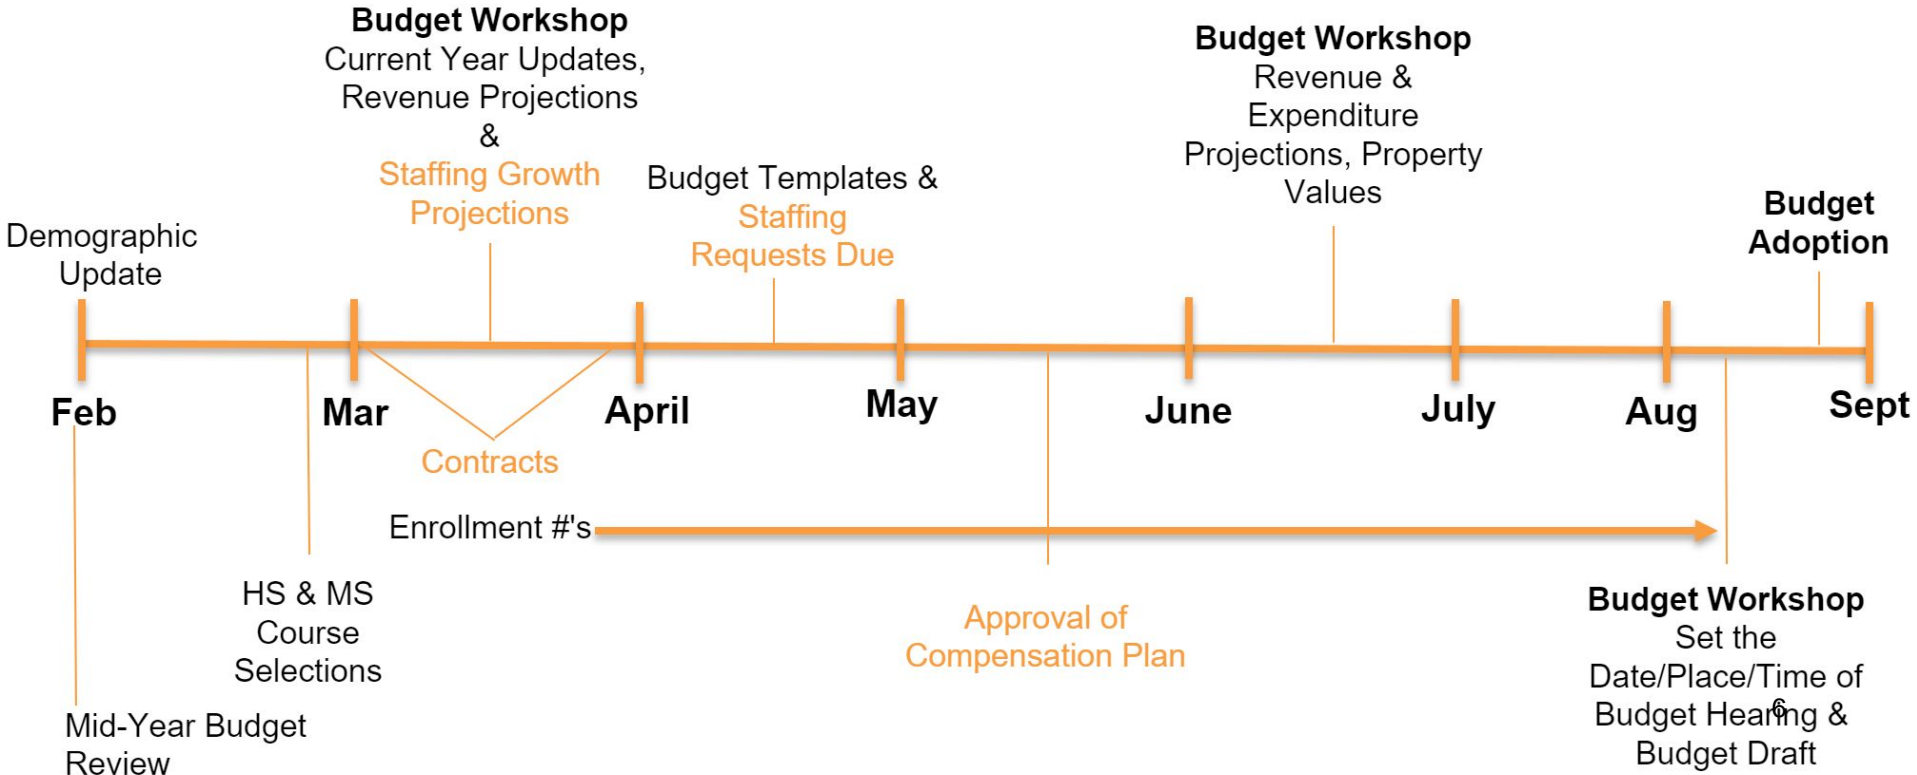 Budget Workshop
Current Year Updates,
Revenue Projections
&
Staffing Growth
Projections
Budget Workshop
Revenue &
Expenditure
Projections, Property
Values
Budget Templates &
Staffing
Requests Due
Budget
Adoption
Demographic
Update
Feb
Mar
April
May
June
July
Aug
Sept
Contracts
Enrollment #'s
HS & MS
Course
Selections
Approval of
Compensation Plan
Budget Workshop
Set the
Date/Place/Time of
Budget Hearing &
Budget Draft
6
Mid-Year Budget
Review